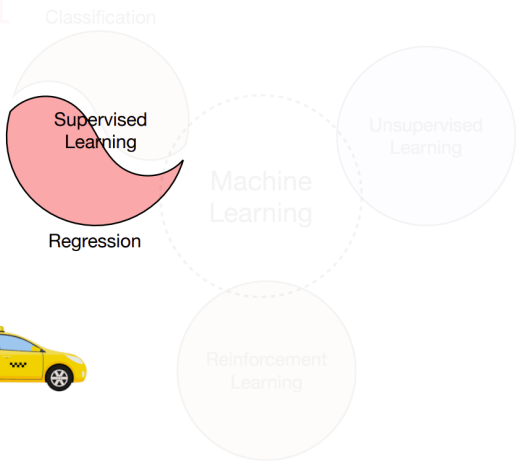 Classification
Supervised
Learning
Regression
Unsupervised
Learning
Machine
Learning
Reinforcement
Learning